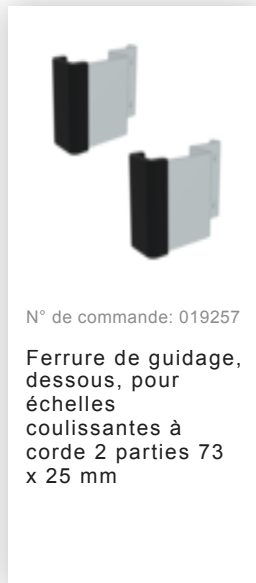 N° de commande: 019257
Ferrure de guidage,
dessous, pour
échelles
coulissantes à
corde 2 parties 73
x 25 mm